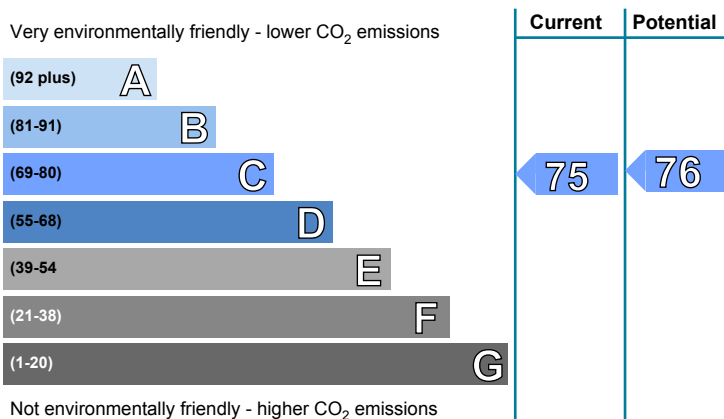 Current Potential
Very environmentally friendly - lower CO2 emissions
(92 plus) A
(81-91) B
(69-80) C 75 76
(55-68) D
(39-54 E
(21-38) F
(1-20) G
Not environmentally friendly - higher CO2 emissions